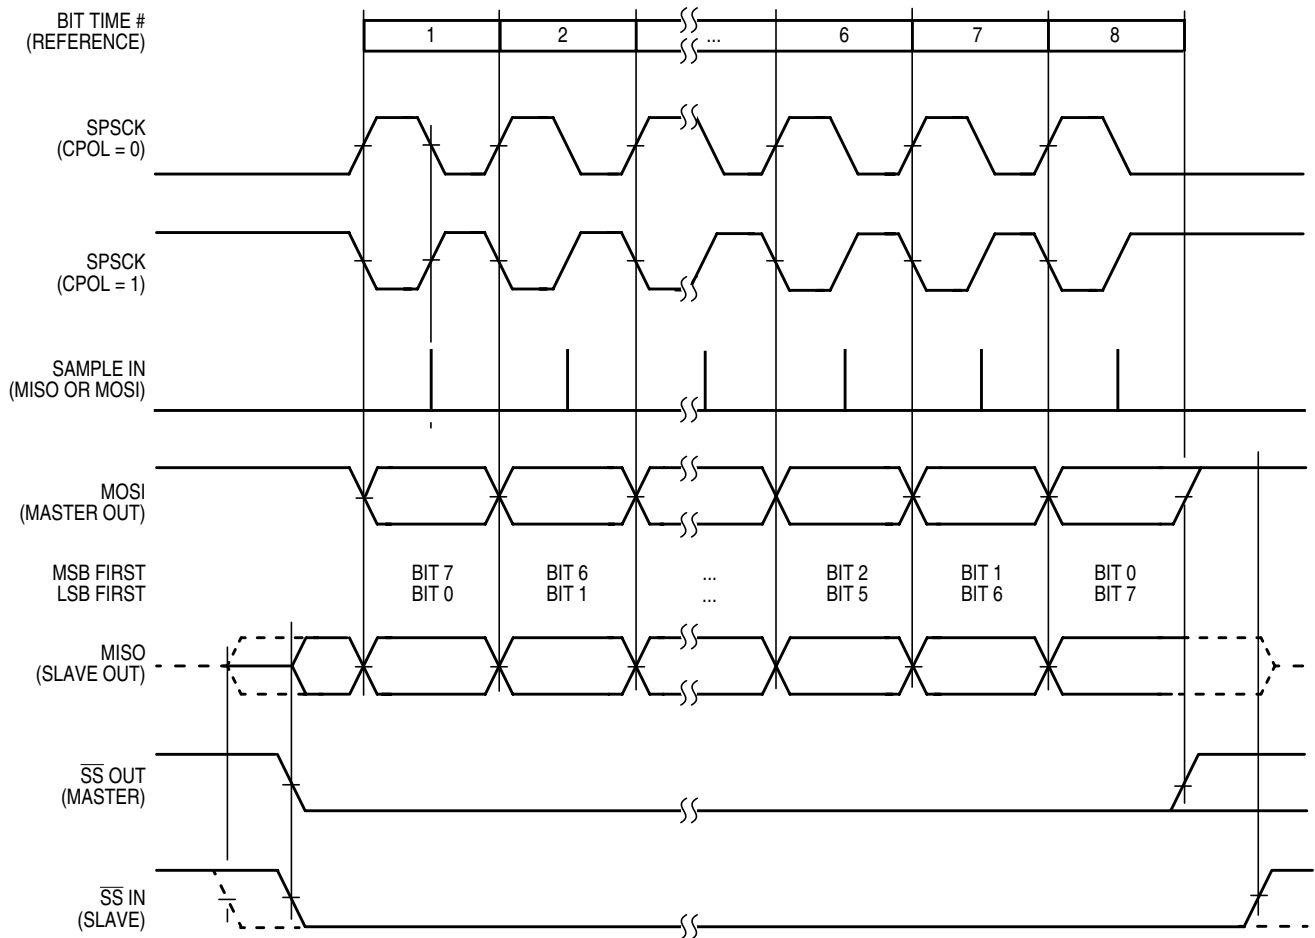 BIT TIME #
(REFERENCE)
1 2 ... 6 7 8
SPSCK
(CPOL = 0)
SPSCK
(CPOL = 1)
SAMPLE IN
(MISO OR MOSI)
MOSI
(MASTER OUT)
MSB FIRST BIT 7 BIT 6 ... BIT 2 BIT 1 BIT 0
LSB FIRST BIT 0 BIT 1 ... BIT 5 BIT 6 BIT 7
MISO
(SLAVE OUT)
S̅S̅ OUT
(MASTER)
S̅S̅ IN
(SLAVE)